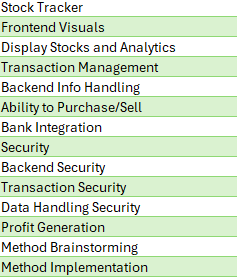 Stock Tracker
Frontend Visuals
Display Stocks and Analytics
Transaction Management
Backend Info Handling
Ability to Purchase/Sell
Bank Integration
Security
Backend Security
Transaction Security
Data Handling Security
Profit Generation
Method Brainstorming
Method Implementation